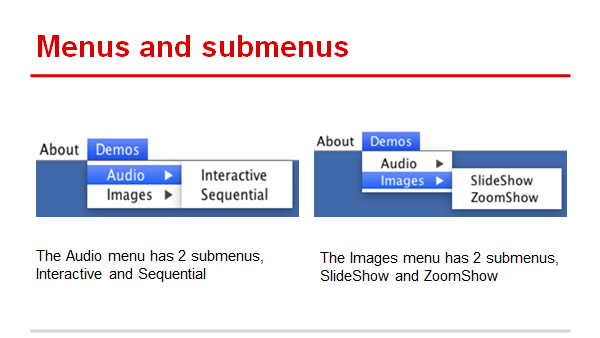 Menus and submenus
About Demos
Audio Interactive
Images Sequential
The Audio menu has 2 submenus,
Interactive and Sequential
About Demos
Audio
Images SlideShow
ZoomShow
The Images menu has 2 submenus,
SlideShow and ZoomShow